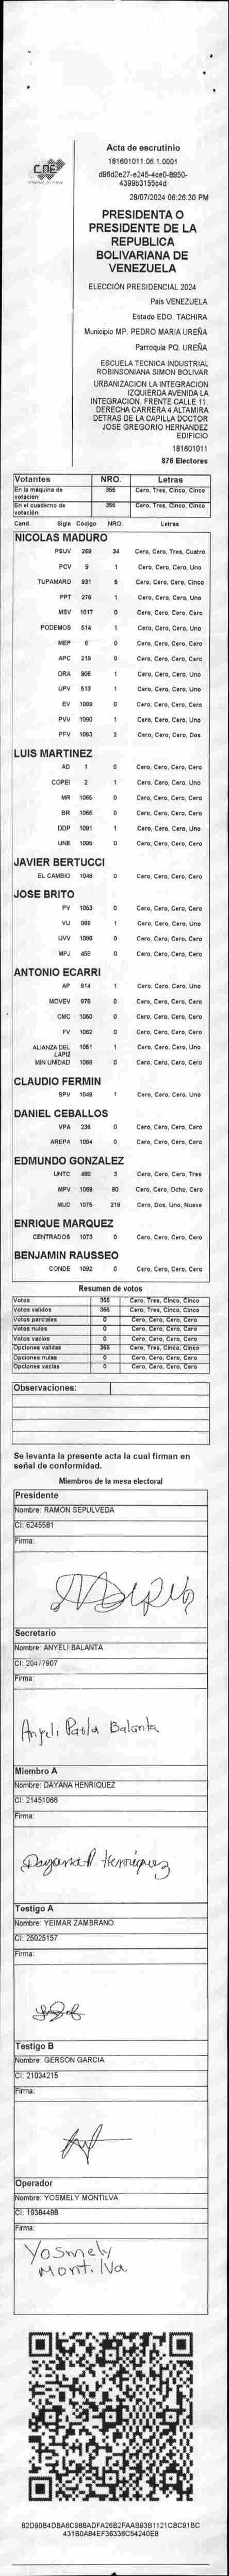 CNE
Acta de escrutinio
181601011.06.1.0001
d96d2e27-e245-4ce0-8950-
4399b3155c4d
28/07/2024 06:26:30 PM
PRESIDENTA O
PRESIDENTE DE LA
REPUBLICA
BOLIVARIANA DE
VENEZUELA
ELECCIÓN PRESIDENCIAL 2024
País VENEZUELA
Estado EDO. TACHIRA
Municipio MP. PEDRO MARIA UREÑA
Parroquia PQ. UREÑA
ESCUELA TECNICA INDUSTRIAL
ROBINSONIANA SIMON BOLIVAR
URBANIZACION LA INTEGRACION
IZQUIERDA AVENIDA LA
INTEGRACION. FRENTE CALLE 11.
DERECHA CARRERA 4 ALTAMIRA
DETRAS DE LA CAPILLA DOCTOR
JOSE GREGORIO HERNANDEZ
EDIFICIO
181601011
876 Electores
Votantes NRO. Letras
En la máquina de votación 355 Cero, Tres, Cinco, Cinco
En el cuaderno de votación 355 Cero, Tres, Cinco, Cinco
Cand. Sigla Código NRO. Letras
NICOLAS MADURO
PSUV 269 34 Cero, Cero, Tres, Cuatro
PCV 9 1 Cero, Cero, Cero, Uno
TUPAMARO 931 5 Cero, Cero, Cero, Cinco
PPT 276 1 Cero, Cero, Cero, Uno
MSV 1017 0 Cero, Cero, Cero, Cero
PODEMOS 514 1 Cero, Cero, Cero, Uno
MEP 6 0 Cero, Cero, Cero, Cero
APC 219 0 Cero, Cero, Cero, Cero
ORA 906 1 Cero, Cero, Cero, Uno
UPV 513 1 Cero, Cero, Cero, Uno
EV 1089 0 Cero, Cero, Cero, Cero
PVV 1090 1 Cero, Cero, Cero, Uno
PFV 1093 2 Cero, Cero, Cero, Dos
LUIS MARTINEZ
AD 1 0 Cero, Cero, Cero, Cero
COPEI 2 1 Cero, Cero, Cero, Uno
MR 1065 0 Cero, Cero, Cero, Cero
BR 1066 0 Cero, Cero, Cero, Cero
DDP 1091 1 Cero, Cero, Cero, Uno
UNE 1095 0 Cero, Cero, Cero, Cero
JAVIER BERTUCCI
EL CAMBIO 1048 0 Cero, Cero, Cero, Cero
JOSE BRITO
PV 1053 0 Cero, Cero, Cero, Cero
VU 988 1 Cero, Cero, Cero, Uno
UVV 1096 0 Cero, Cero, Cero, Cero
MPJ 458 0 Cero, Cero, Cero, Cero
ANTONIO ECARRI
AP 914 1 Cero, Cero, Cero, Uno
MOVEV 979 0 Cero, Cero, Cero, Cero
CMC 1050 0 Cero, Cero, Cero, Cero
FV 1062 0 Cero, Cero, Cero, Cero
ALIANZA DEL LAPIZ 1051 1 Cero, Cero, Cero, Uno
MIN UNIDAD 1068 0 Cero, Cero, Cero, Cero
CLAUDIO FERMIN
SPV 1049 1 Cero, Cero, Cero, Uno
DANIEL CEBALLOS
VPA 236 0 Cero, Cero, Cero, Cero
AREPA 1094 0 Cero, Cero, Cero, Cero
EDMUNDO GONZALEZ
UNTC 460 3 Cero, Cero, Cero, Tres
MPV 1069 80 Cero, Cero, Ocho, Cero
MUD 1075 219 Cero, Dos, Uno, Nueve
ENRIQUE MARQUEZ
CENTRADOS 1073 0 Cero, Cero, Cero, Cero
BENJAMIN RAUSSEO
CONDE 1092 0 Cero, Cero, Cero, Cero
Resumen de votos
Votos 355 Cero, Tres, Cinco, Cinco
Votos validos 355 Cero, Tres, Cinco, Cinco
Votos parciales 0 Cero, Cero, Cero, Cero
Votos nulos 0 Cero, Cero, Cero, Cero
Votos vacios 0 Cero, Cero, Cero, Cero
Opciones validas 355 Cero, Tres, Cinco, Cinco
Opciones nulas 0 Cero, Cero, Cero, Cero
Opciones vacias 0 Cero, Cero, Cero, Cero
Observaciones:
Se levanta la presente acta la cual firman en
señal de conformidad.
Miembros de la mesa electoral
Presidente
Nombre: RAMON SEPULVEDA
CI: 6245581
Firma:
Secretario
Nombre: ANYELI BALANTA
CI: 20477907
Firma:
Anyeli Paola Balanta
Miembro A
Nombre: DAYANA HENRIQUEZ
CI: 21451066
Firma:
Dayana P. Henriquez
Testigo A
Nombre: YEIMAR ZAMBRANO
CI: 25025157
Firma:
Testigo B
Nombre: GERSON GARCIA
CI: 21034215
Firma:
Operador
Nombre: YOSMELY MONTILVA
CI: 19384498
Firma:
Yosmely
Montilva
82D90B4DBA6C988ADFA26B2FAAB93B1121CBC91BC
431B0AB4EF36336C54240E8